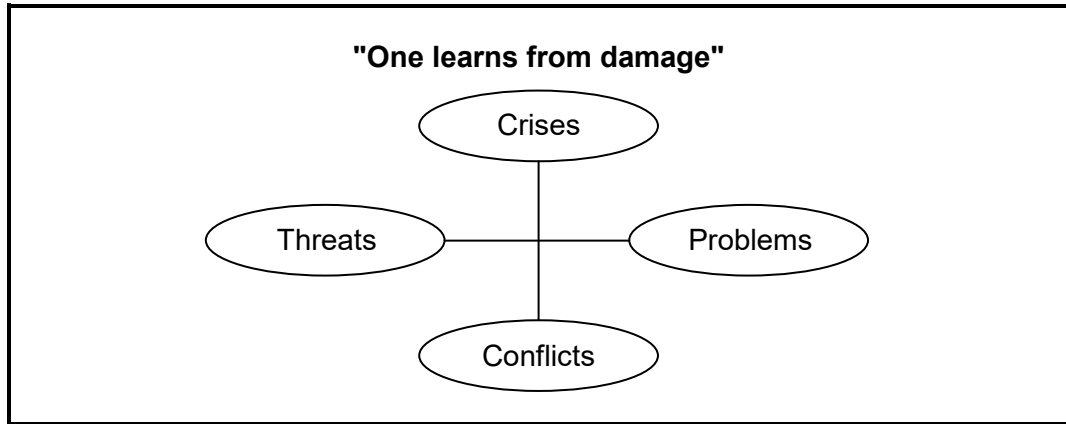 "One learns from damage"
Crises
Threats
Problems
Conflicts